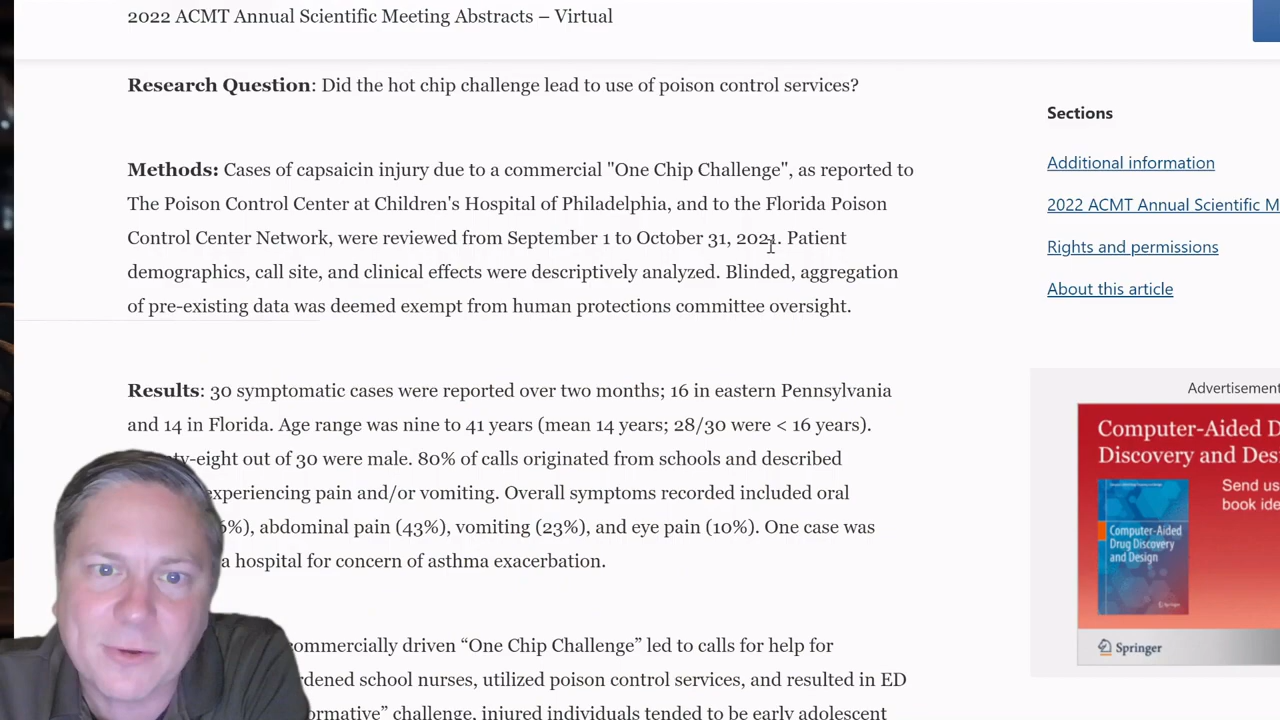 2022 ACMT Annual Scientific Meeting Abstracts – Virtual
Research Question: Did the hot chip challenge lead to use of poison control services?
Methods: Cases of capsaicin injury due to a commercial "One Chip Challenge", as reported to
The Poison Control Center at Children's Hospital of Philadelphia, and to the Florida Poison
Control Center Network, were reviewed from September 1 to October 31, 2021. Patient
demographics, call site, and clinical effects were descriptively analyzed. Blinded, aggregation
of pre-existing data was deemed exempt from human protections committee oversight.
Results: 30 symptomatic cases were reported over two months; 16 in eastern Pennsylvania
and 14 in Florida. Age range was nine to 41 years (mean 14 years; 28/30 were < 16 years).
ty-eight out of 30 were male. 80% of calls originated from schools and described
experiencing pain and/or vomiting. Overall symptoms recorded included oral
6%), abdominal pain (43%), vomiting (23%), and eye pain (10%). One case was
a hospital for concern of asthma exacerbation.
commercially driven “One Chip Challenge” led to calls for help for
rdened school nurses, utilized poison control services, and resulted in ED
ormative” challenge, injured individuals tended to be early adolescent
Sections
Additional information
2022 ACMT Annual Scientific M
Rights and permissions
About this article
Advertisement
Computer-Aided D
Discovery and Des
Send us
book ide
Computer-Aided
Drug Discovery
and Design
Springer